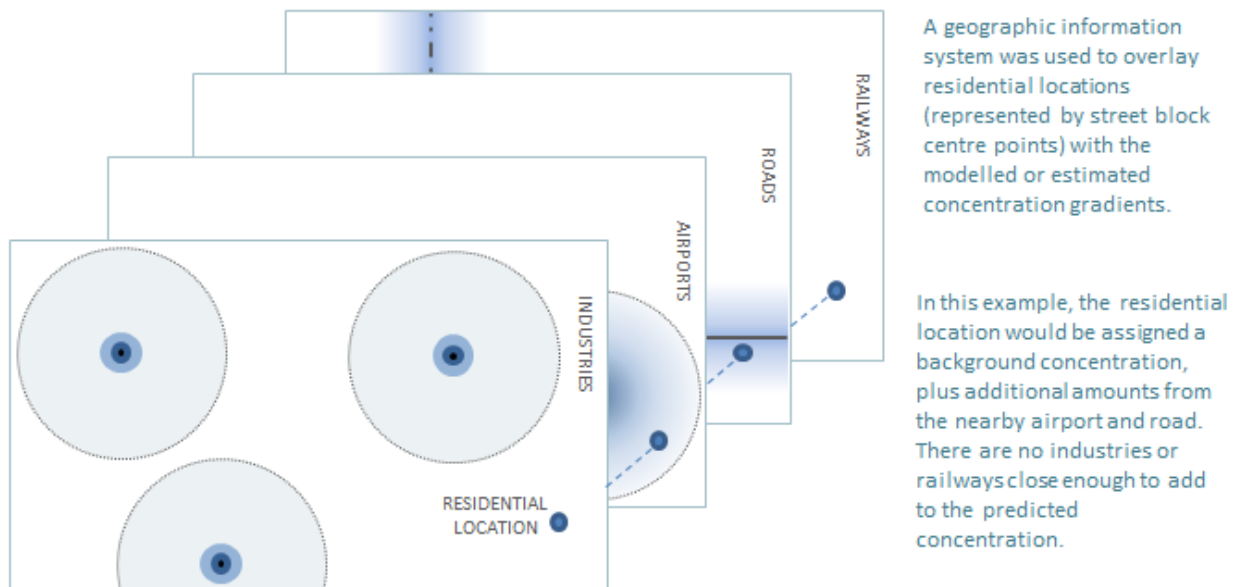 A geographic information
system was used to overlay
residential locations
(represented by street block
centre points) with the
modelled or estimated
concentration gradients.
RAILWAYS
ROADS
AIRPORTS
INDUSTRIES
RESIDENTIAL
LOCATION
In this example, the residential
location would be assigned a
background concentration,
plus additional amounts from
the nearby airport and road.
There are no industries or
railways close enough to add
to the predicted
concentration.